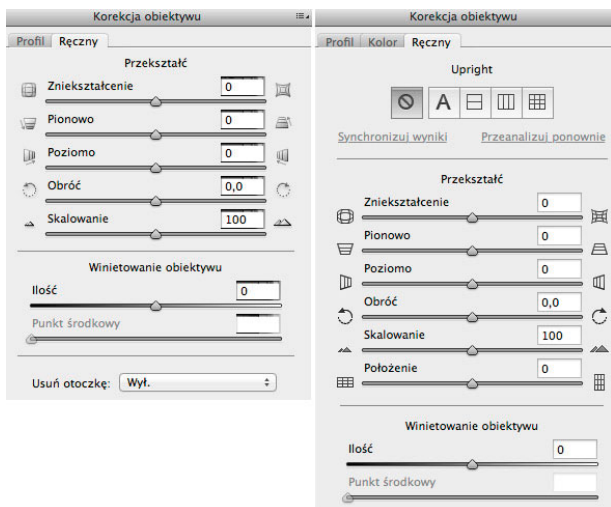 Korekcja obiektywu
Profil Ręczny
Przekształć
Zniekształcenie 0
Pionowo 0
Poziomo 0
Obróć 0,0
Skalowanie 100
Winietowanie obiektywu
Ilość 0
Punkt środkowy
Usuń otoczkę: Wył.
Korekcja obiektywu
Profil Kolor Ręczny
Upright
A
Synchronizuj wyniki Przeanalizuj ponownie
Przekształć
Zniekształcenie 0
Pionowo 0
Poziomo 0
Obróć 0,0
Skalowanie 100
Położenie 0
Winietowanie obiektywu
Ilość 0
Punkt środkowy